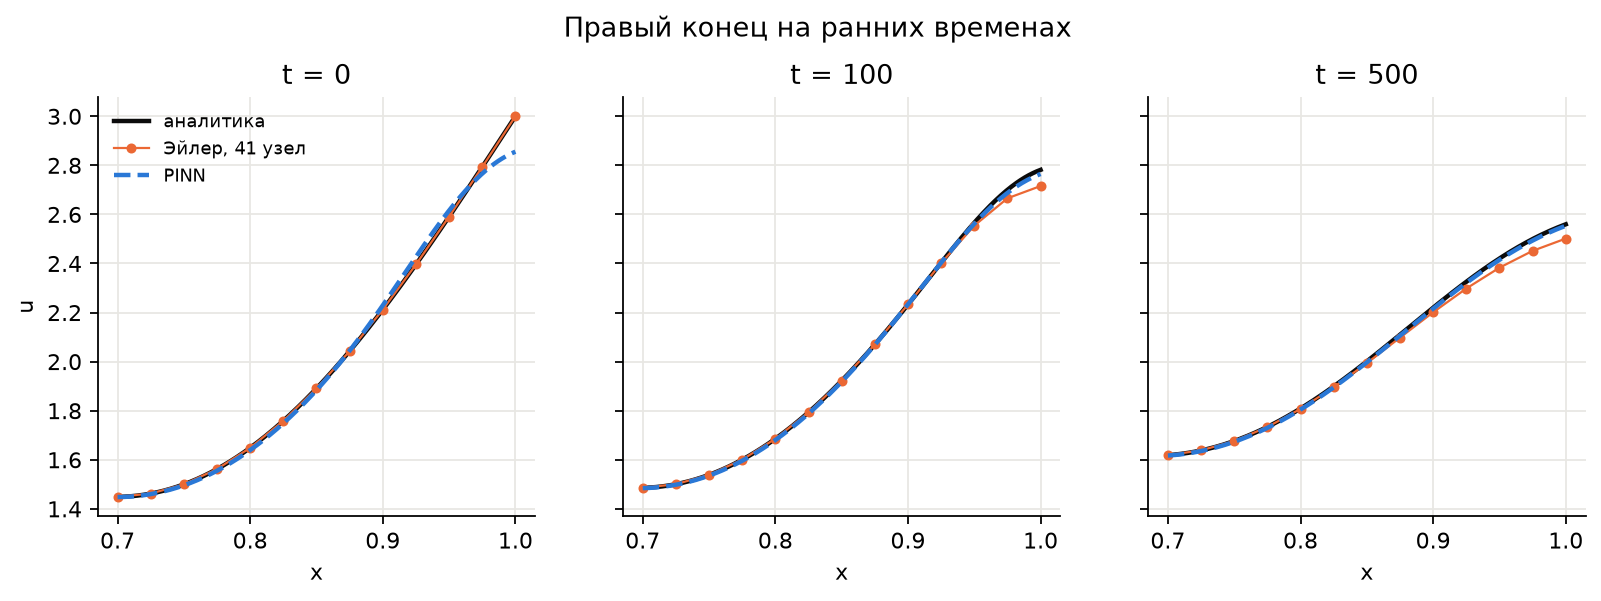 Правый конец на ранних временах
t = 0
t = 100
t = 500
аналитика
Эйлер, 41 узел
PINN
3.0
2.8
2.6
2.4
2.2
2.0
1.8
1.6
1.4
u
0.7 0.8 0.9 1.0
0.7 0.8 0.9 1.0
0.7 0.8 0.9 1.0
x
x
x